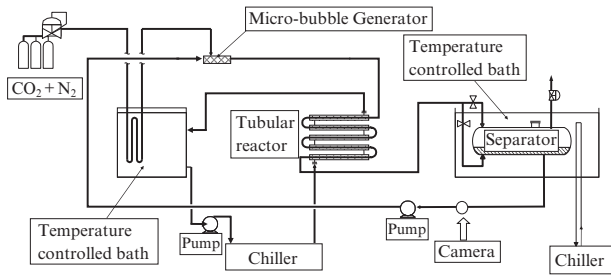 Micro-bubble Generator
Temperature
controlled bath
CO₂ + N₂
Tubular
reactor
Separator
Temperature
controlled bath
Pump
Chiller
Pump
Camera
Chiller